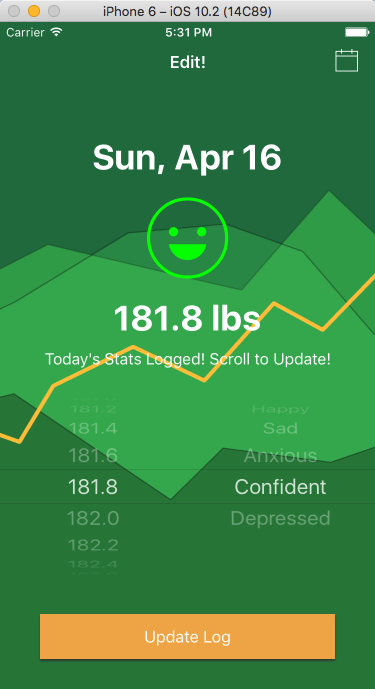 iPhone 6 – iOS 10.2 (14C89)
Carrier 5:31 PM
Edit!
Sun, Apr 16
181.8 lbs
Today's Stats Logged! Scroll to Update!
181.2 Happy
181.4 Sad
181.6 Anxious
181.8 Confident
182.0 Depressed
182.2
182.4
Update Log